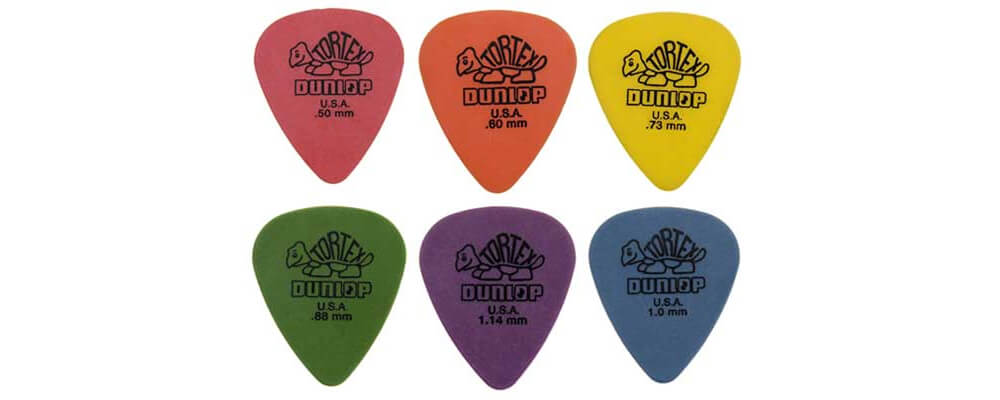 TORTEX
DUNLOP
U.S.A.
.50 mm
TORTEX
DUNLOP
U.S.A.
.60 mm
TORTEX
DUNLOP
U.S.A.
.73 mm
TORTEX
DUNLOP
U.S.A.
.88 mm
TORTEX
DUNLOP
U.S.A.
1.14 mm
TORTEX
DUNLOP
U.S.A.
1.0 mm